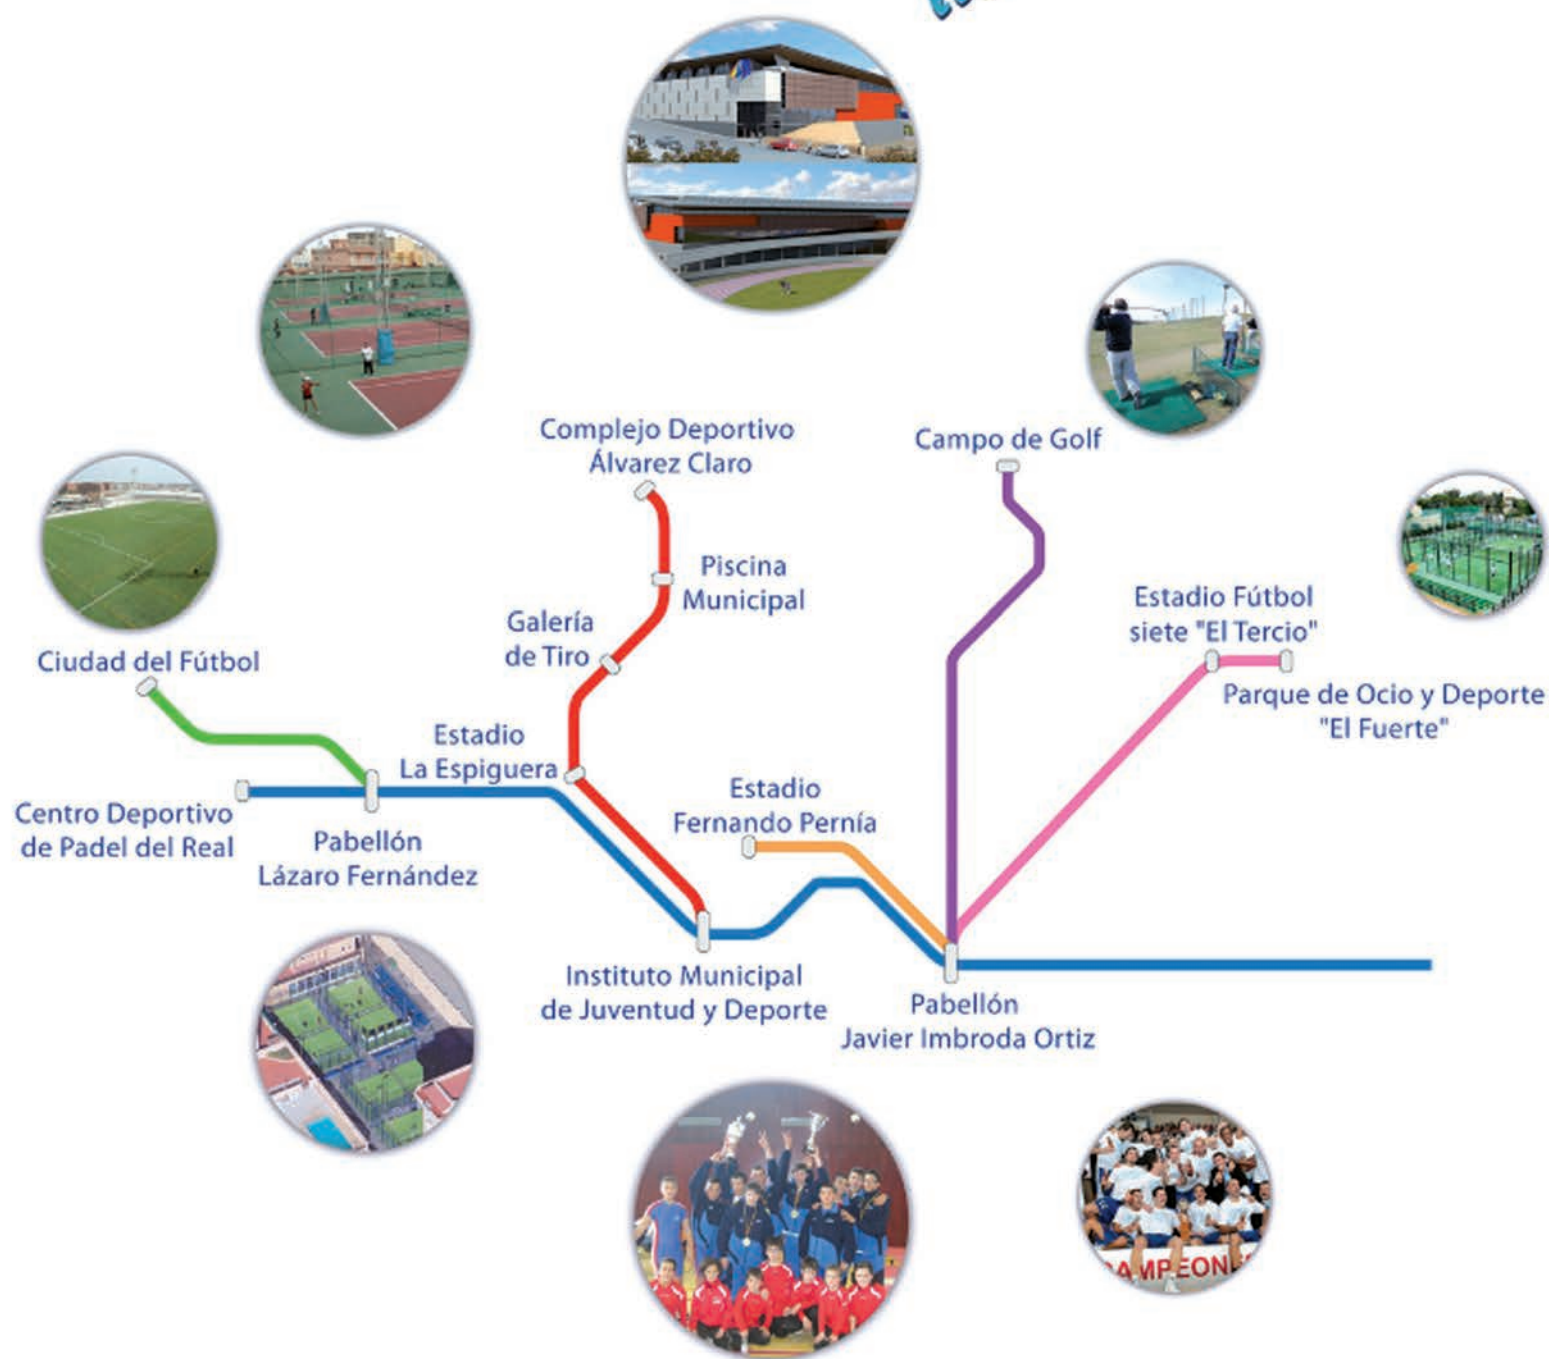 Complejo Deportivo
Álvarez Claro
Campo de Golf
Piscina
Municipal
Galería
de Tiro
Estadio Fútbol
siete "El Tercio"
Ciudad del Fútbol
Parque de Ocio y Deporte
"El Fuerte"
Estadio
La Espiguera
Estadio
Fernando Pernía
Centro Deportivo
de Padel del Real
Pabellón
Lázaro Fernández
Instituto Municipal
de Juventud y Deporte
Pabellón
Javier Imbroda Ortiz
AMPEONE